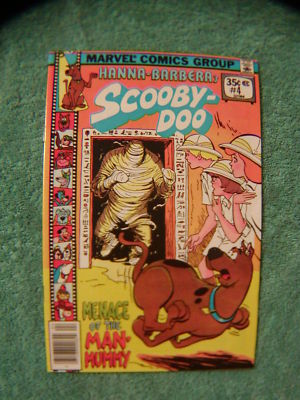 MARVEL COMICS GROUP
HANNA-BARBERA's
35¢
#4
SCOOBY-
DOO
MENACE
OF THE
MAN-
MUMMY